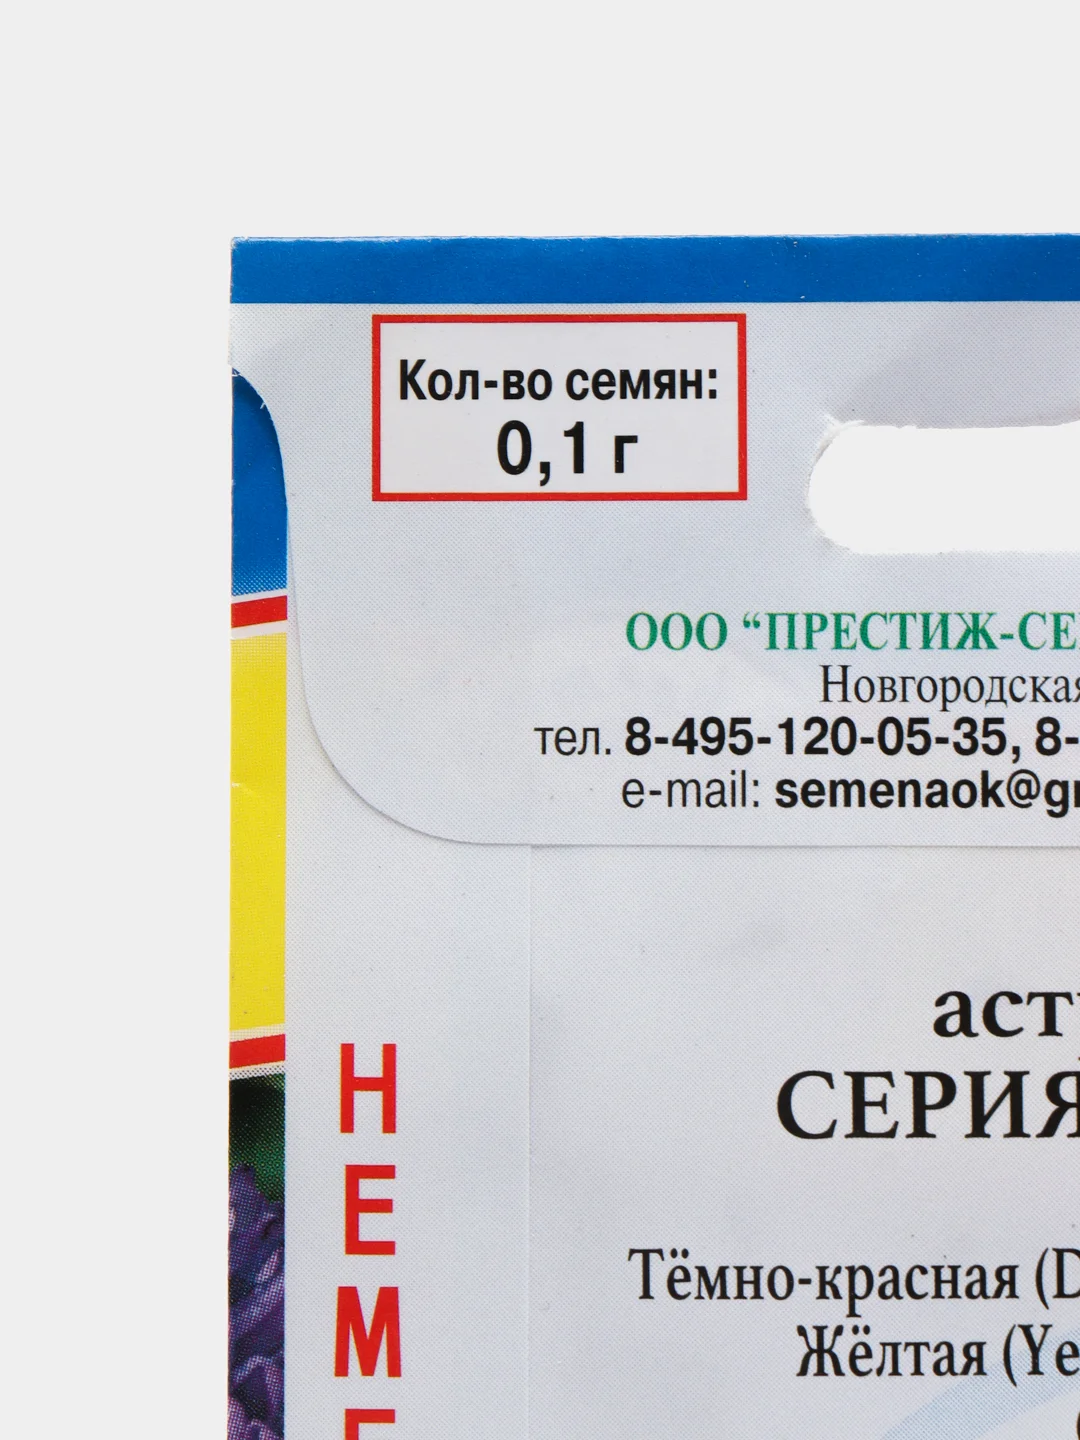 Кол-во семян:
0,1 г
ООО “ПРЕСТИЖ-СЕ
Новгородская
тел. 8-495-120-05-35, 8-
e-mail: semenaok@g
аст
СЕРИЯ
Тёмно-красная (D
Жёлтая (Ye
Н
Е
М